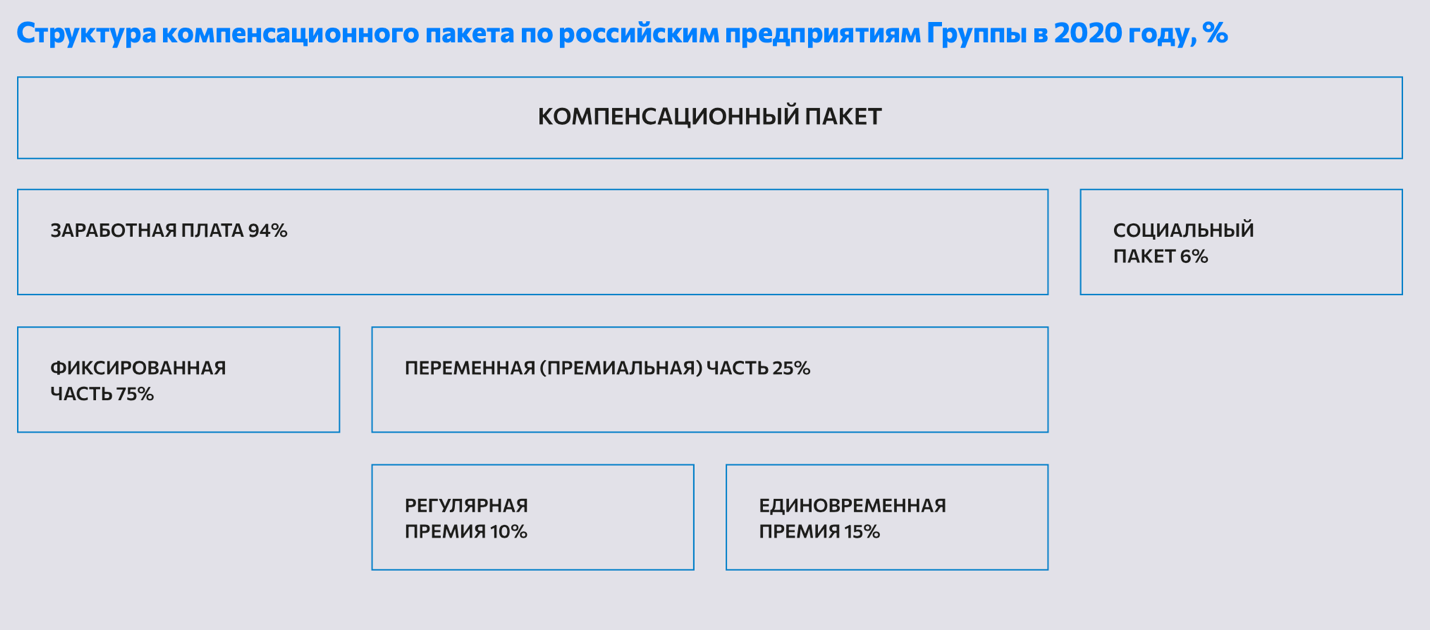 Структура компенсационного пакета по российским предприятиям Группы в 2020 году, %
КОМПЕНСАЦИОННЫЙ ПАКЕТ
ЗАРАБОТНАЯ ПЛАТА 94%
СОЦИАЛЬНЫЙ
ПАКЕТ 6%
ФИКСИРОВАННАЯ
ЧАСТЬ 75%
ПЕРЕМЕННАЯ (ПРЕМИАЛЬНАЯ) ЧАСТЬ 25%
РЕГУЛЯРНАЯ
ПРЕМИЯ 10%
ЕДИНОВРЕМЕННАЯ
ПРЕМИЯ 15%